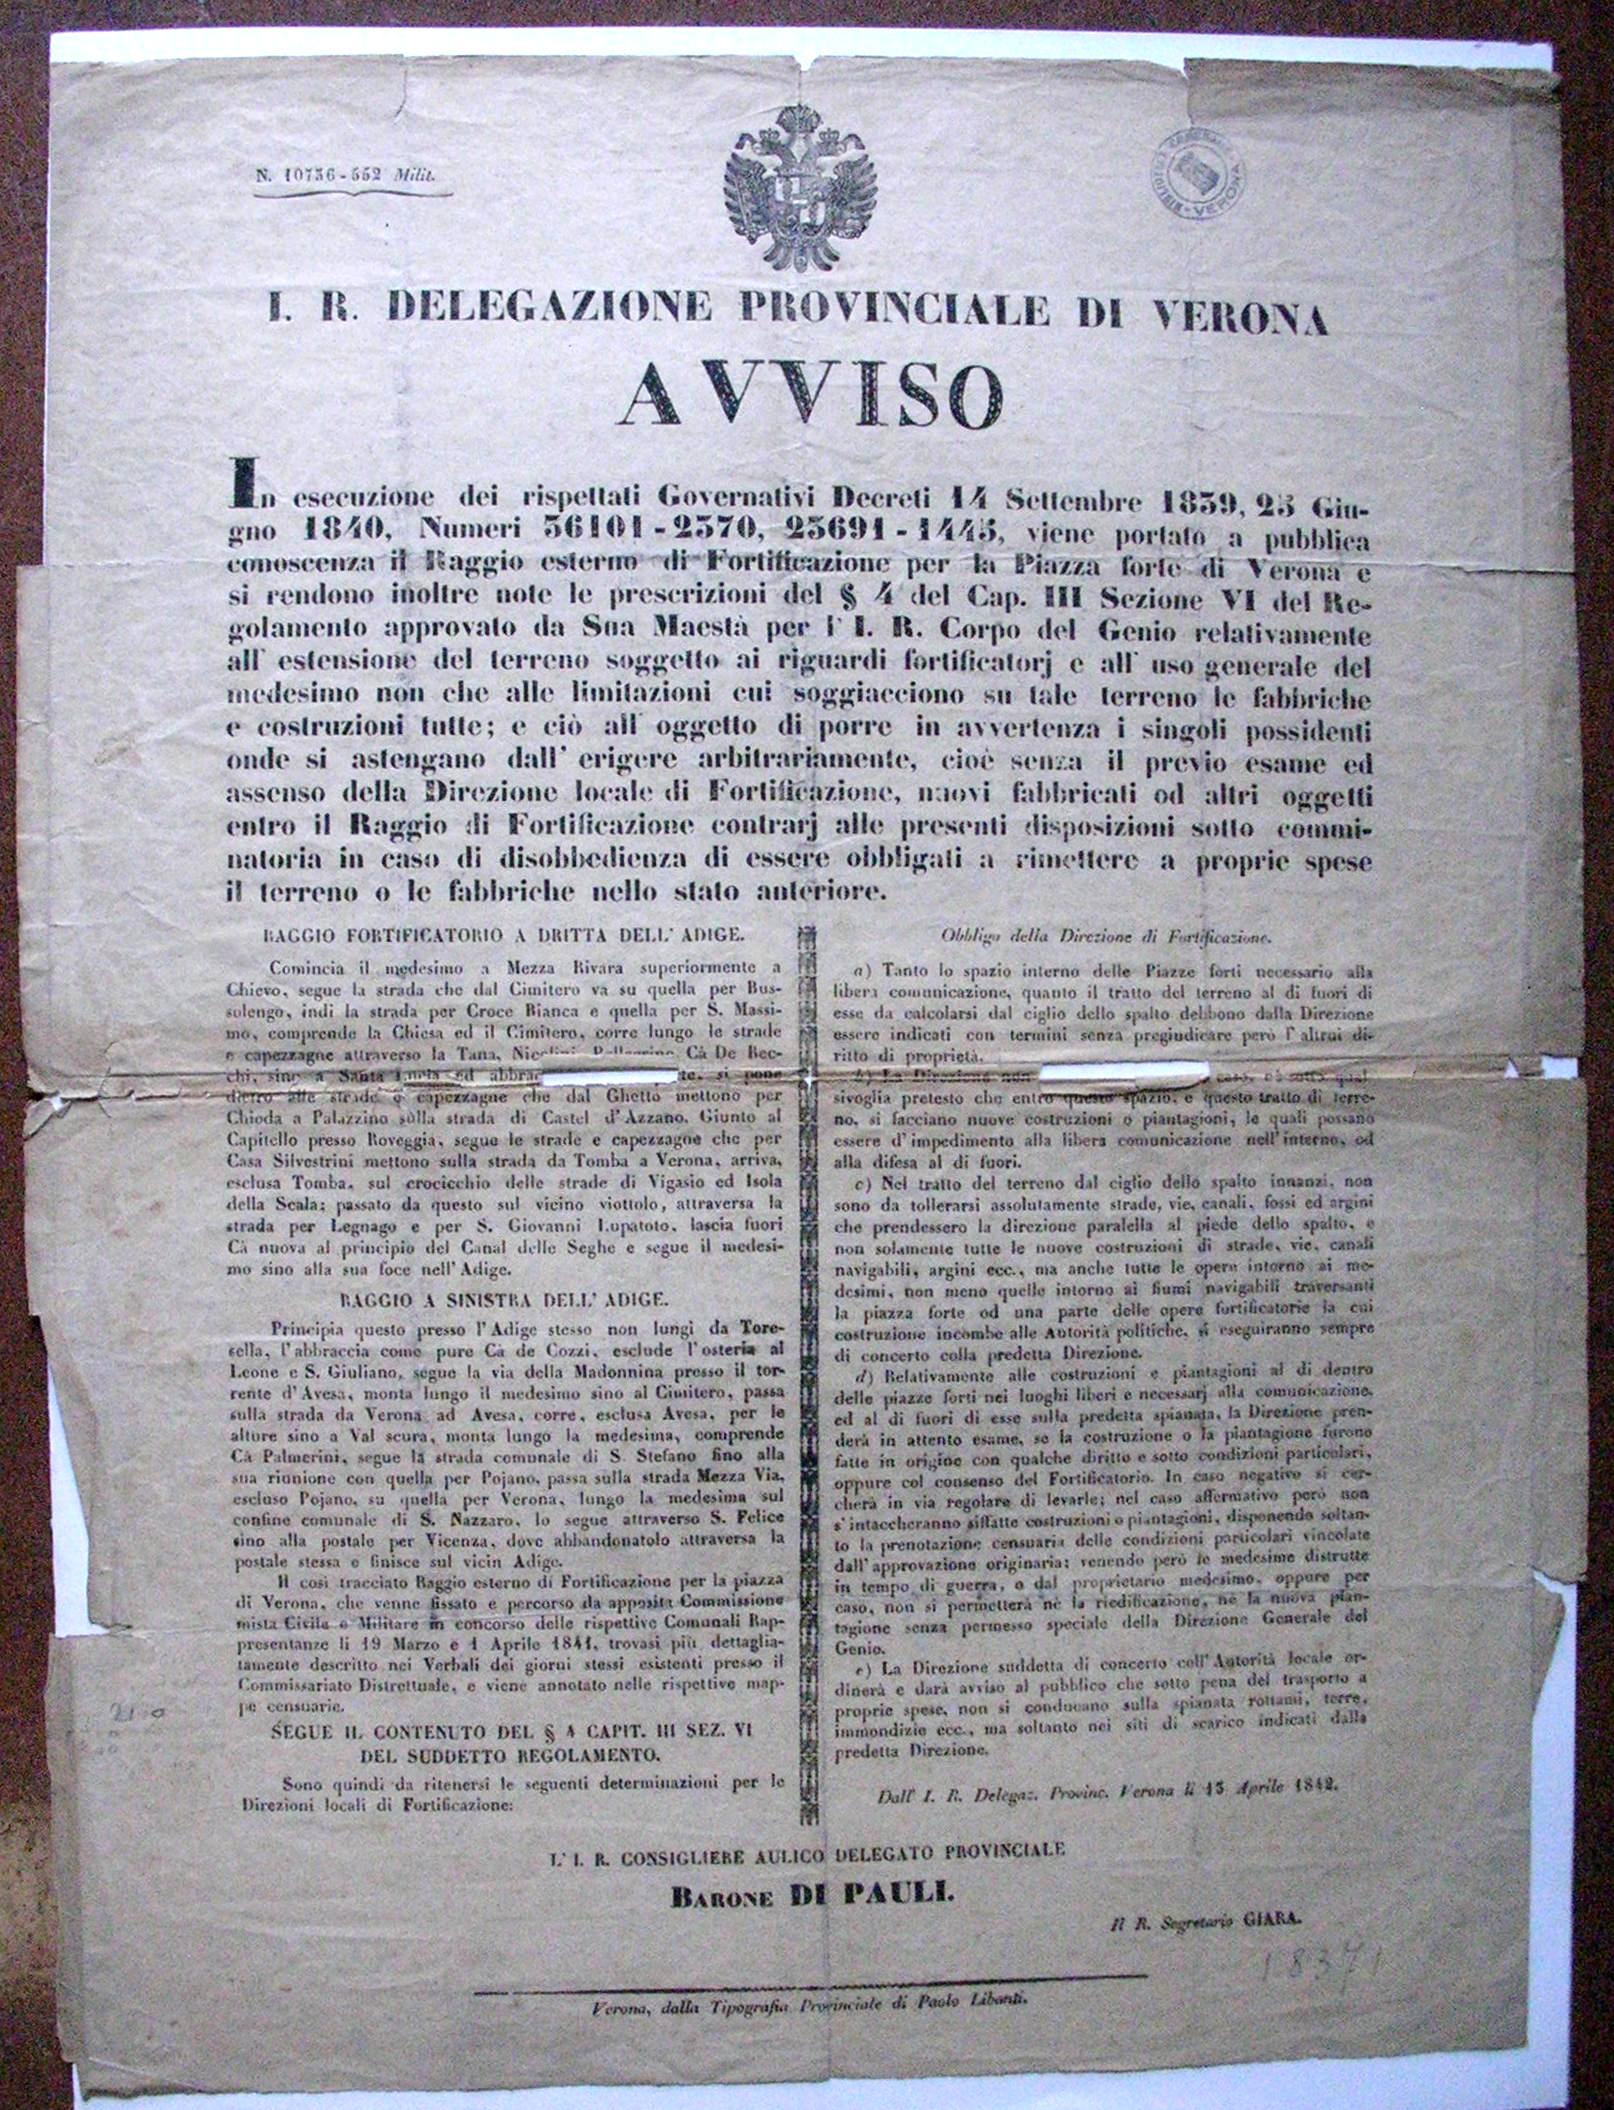 N. 10736-552 Milit.
VERONA
I. R. DELEGAZIONE PROVINCIALE DI VERONA
AVVISO
In esecuzione dei rispettati Governativi Decreti 14 Settembre 1839, 23 Giu-
gno 1840, Numeri 36101-2370, 23691-1443, viene portato a pubblica
conoscenza il Raggio esterno di Fortificazione per la Piazza forte di Verona e
si rendono inoltre note le prescrizioni del § 4 del Cap. III Sezione VI del Re-
golamento approvato da Sua Maestà per l' I. R. Corpo del Genio relativamente
all' estensione del terreno soggetto ai riguardi fortificatorj e all' uso generale del
medesimo non che alle limitazioni cui soggiacciono su tale terreno le fabbriche
e costruzioni tutte; e ciò all' oggetto di porre in avvertenza i singoli possidenti
onde si astengano dall' erigere arbitrariamente, cioè senza il previo esame ed
assenso della Direzione locale di Fortificazione, nuovi fabbricati od altri oggetti
entro il Raggio di Fortificazione contrarj alle presenti disposizioni sotto commi-
natoria in caso di disobbedienza di essere obbligati a rimettere a proprie spese
il terreno o le fabbriche nello stato anteriore.
RAGGIO FORTIFICATORIO A DRITTA DELL' ADIGE.
Comincia il medesimo a Mezza Rivara superiormente a
Chievo, segue la strada che dal Cimitero va su quella per Bus-
solengo, indi la strada per Croce Bianca e quella per S. Massi-
mo, comprende la Chiesa ed il Cimitero, corre lungo le strade
e capezzagne attraverso la Tana, Cà De Bec-
chi, sino a Santa Lucia ed si pone
dietro alle strade e capezzagne che dal Ghetto mettono per
Chioda a Palazzino sulla strada di Castel d'Azzano. Giunto al
Capitello presso Roveggia, segue le strade e capezzagne che per
Casa Silvestrini mettono sulla strada da Tomba a Verona, arriva,
esclusa Tomba, sul crocicchio delle strade di Vigasio ed Isola
della Scala; passato da questo sul vicino viottolo, attraversa la
strada per Legnago e per S. Giovanni Lupatoto, lascia fuori
Cà nuova al principio del Canal delle Seghe e segue il medesi-
mo sino alla sua foce nell' Adige.
RAGGIO A SINISTRA DELL' ADIGE.
Principia questo presso l'Adige stesso non lungi da Tore-
sella, l'abbraccia come pure Cà de Cozzi, esclude l'osteria al
Leone e S. Giuliano, segue la via della Madonnina presso il tor-
rente d'Avesa, monta lungo il medesimo sino al Cimitero, passa
sulla strada da Verona ad Avesa, corre, esclusa Avesa, per le
alture sino a Val scura, monta lungo la medesima, comprende
Cà Palmerini, segue la strada comunale di S. Stefano fino alla
sua riunione con quella per Pojano, passa sulla strada Mezza Via,
escluso Pojano, su quella per Verona, lungo la medesima sul
confine comunale di S. Nazzaro, lo segue attraverso S. Felice
sino alla postale per Vicenza, dove abbandonatolo attraversa la
postale stessa e finisce sul vicin Adige.
Il così tracciato Raggio esterno di Fortificazione per la piazza
di Verona, che venne fissato e percorso da apposita Commissione
mista Civile e Militare in concorso delle rispettive Comunali Rap-
presentanze li 19 Marzo e 1 Aprile 1841, trovasi più dettaglia-
tamente descritto nei Verbali dei giorni stessi esistenti presso il
Commissariato Distrettuale, e viene annotato nelle rispettive map-
pe censuarie.
SEGUE IL CONTENUTO DEL § 4 CAPIT. III SEZ. VI
DEL SUDDETTO REGOLAMENTO.
Sono quindi da ritenersi le seguenti determinazioni per le
Direzioni locali di Fortificazione:
Obbligo della Direzione di Fortificazione.
a) Tanto lo spazio interno delle Piazze forti necessario alla
libera comunicazione, quanto il tratto del terreno al di fuori di
esse da calcolarsi dal ciglio dello spalto debbono dalla Direzione
essere indicati con termini senza pregiudicare però l' altrui di-
ritto di proprietà.
b) La Direzione non
sivoglia pretesto che entro questo spazio, e questo tratto di terre-
no, si facciano nuove costruzioni o piantagioni, le quali possano
essere d'impedimento alla libera comunicazione nell'interno, od
alla difesa al di fuori.
c) Nel tratto del terreno dal ciglio dello spalto innanzi, non
sono da tollerarsi assolutamente strade, vie, canali, fossi ed argini
che prendessero la direzione paralella al piede dello spalto, e
non solamente tutte le nuove costruzioni di strade, vie, canali
navigabili, argini ecc., ma anche tutte le opere intorno ai me-
desimi, non meno quelle intorno ai fiumi navigabili traversanti
la piazza forte od una parte delle opere fortificatorie la cui
costruzione incombe alle Autorità politiche, si eseguiranno sempre
di concerto colla predetta Direzione.
d) Relativamente alle costruzioni e piantagioni al di dentro
delle piazze forti nei luoghi liberi e necessarj alla comunicazione,
ed al di fuori di esse sulla predetta spianata, la Direzione pren-
derà in attento esame, se la costruzione o la piantagione furono
fatte in origine con qualche diritto e sotto condizioni particolari,
oppure col consenso del Fortificatorio. In caso negativo si cer-
cherà in via regolare di levarle; nel caso affermativo però non
s'intaccheranno siffatte costruzioni o piantagioni, disponendo soltan-
to la prenotazione censuaria delle condizioni particolari vincolate
dall' approvazione originaria; venendo però le medesime distrutte
in tempo di guerra, o dal proprietario medesimo, oppure per
caso, non si permetterà nè la riedificazione, nè la nuova pian-
tagione senza permesso speciale della Direzione Generale del
Genio.
e) La Direzione suddetta di concerto coll' Autorità locale or-
dinerà e darà avviso al pubblico che sotto pena del trasporto a
proprie spese, non si conducano sulla spianata rottami, terre,
immondizie ecc., ma soltanto nei siti di scarico indicati dalla
predetta Direzione.
Dall' I. R. Delegaz. Provinc. Verona li 13 Aprile 1842.
L' I. R. CONSIGLIERE AULICO DELEGATO PROVINCIALE
BARONE DI PAULI.
Il R. Segretario GIARA.
18371
Verona, dalla Tipografia Provinciale di Paolo Libanti.